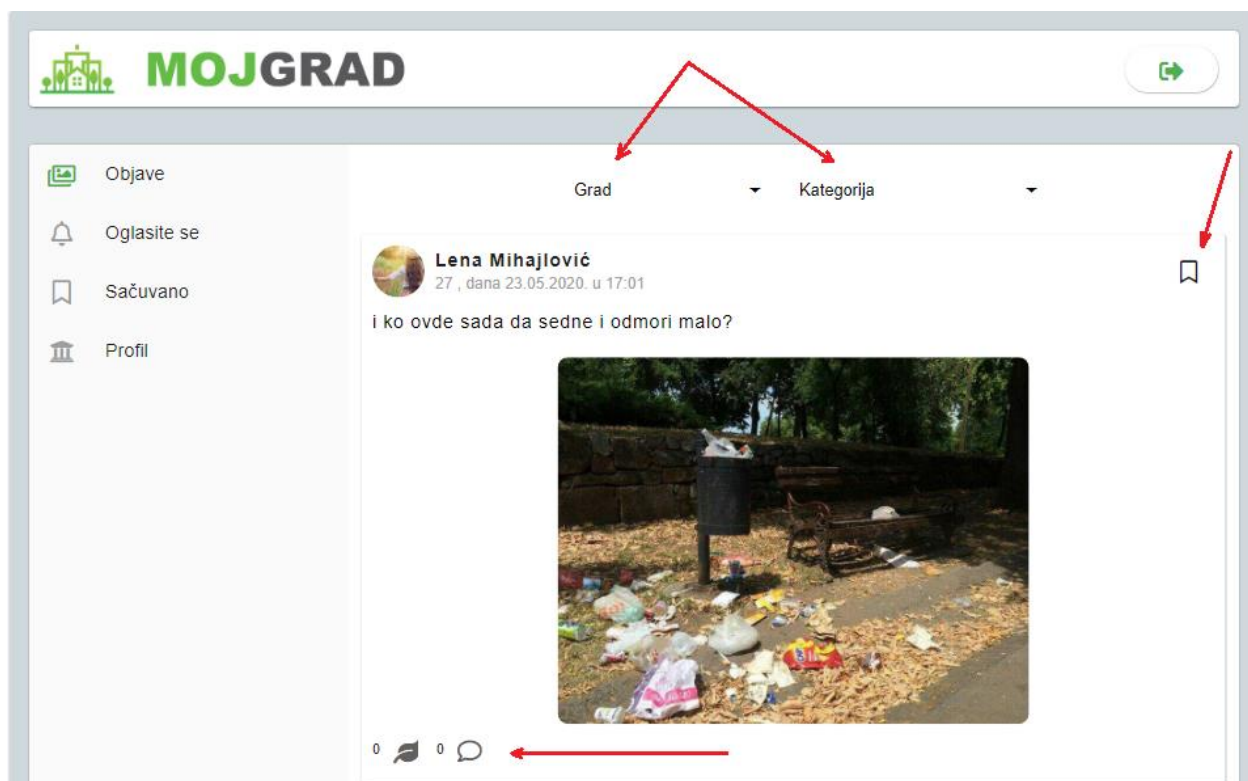 MOJGRAD
Objave
Oglasite se
Sačuvano
Profil
Grad
Kategorija
Lena Mihajlović
27 , dana 23.05.2020. u 17:01
i ko ovde sada da sedne i odmori malo?
0
0